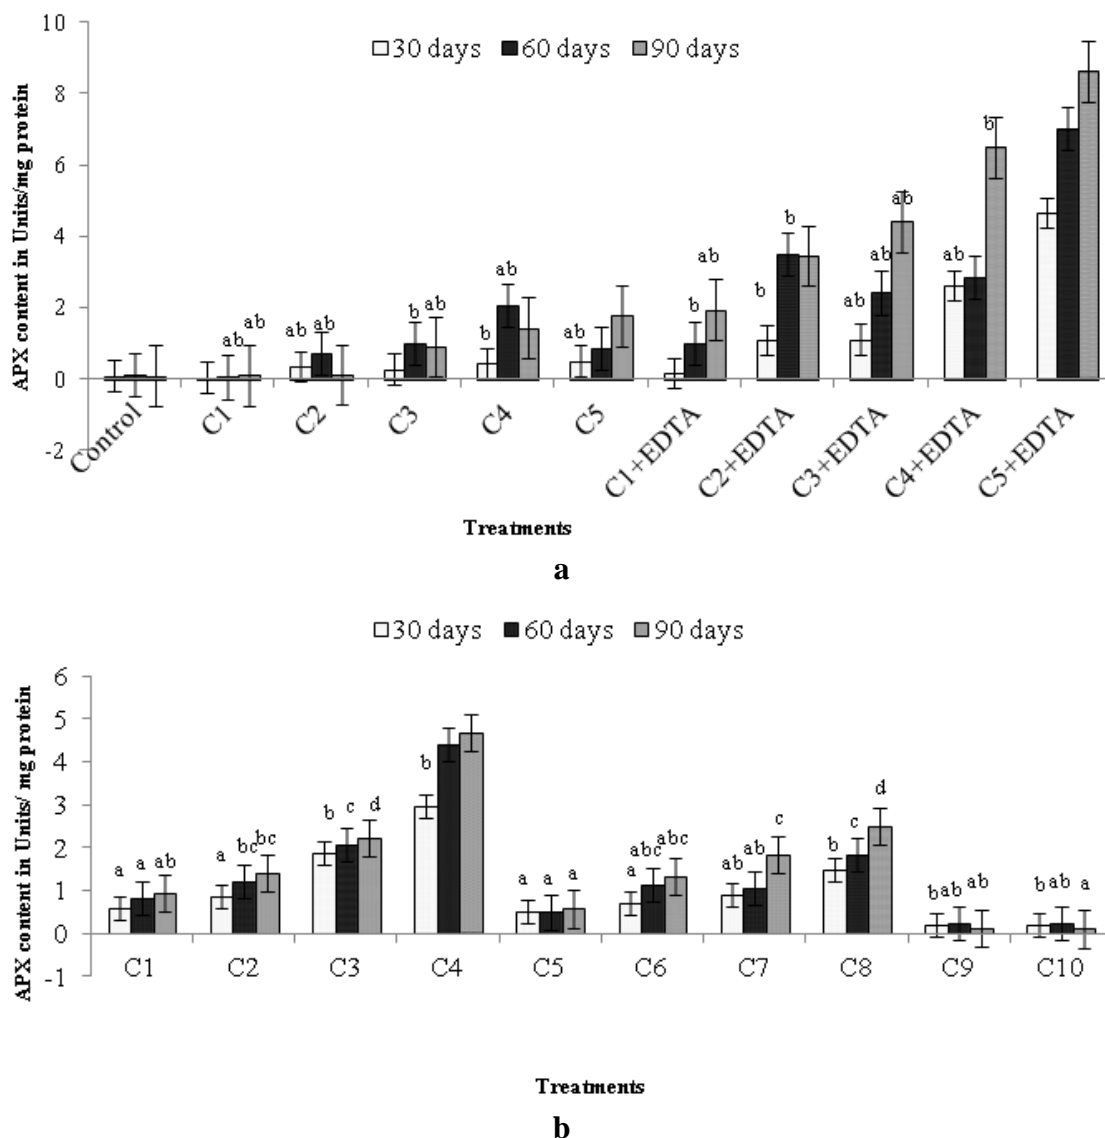 10
8
6
4
2
0
-2
APX content in Units/mg protein
30 days 60 days 90 days
b
b
ab
b
ab
ab
ab
b
b
ab
b
ab
b
ab
b
ab
ab ab
ab
ab
Control C1 C2 C3 C4 C5 C1+EDTA C2+EDTA C3+EDTA C4+EDTA C5+EDTA
Treatments
a
30 days 60 days 90 days
6
5
4
3
2
1
0
-1
APX content in Units/ mg protein
a a ab
a bc bc
b c d
b
a a a
a abc abc
ab ab c
b c d
b ab ab
b ab a
C1 C2 C3 C4 C5 C6 C7 C8 C9 C10
Treatments
b